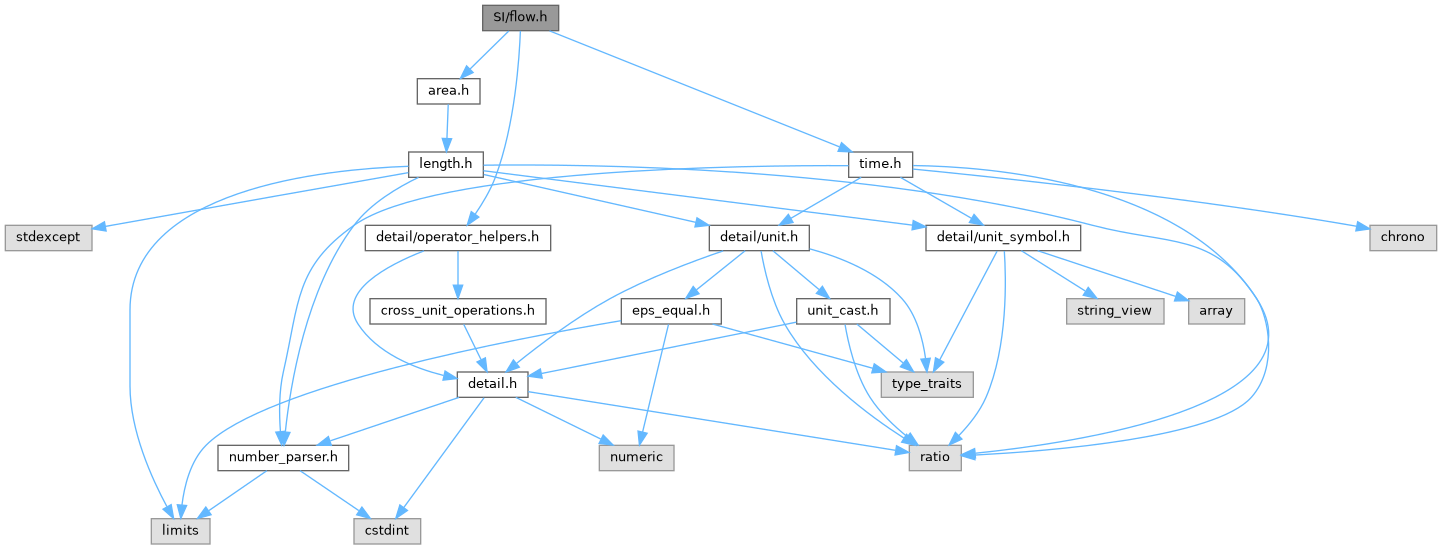 SI/flow.h
area.h
length.h
time.h
stdexcept
detail/operator_helpers.h
detail/unit.h
detail/unit_symbol.h
chrono
cross_unit_operations.h
eps_equal.h
unit_cast.h
string_view
array
detail.h
type_traits
number_parser.h
numeric
ratio
limits
cstdint